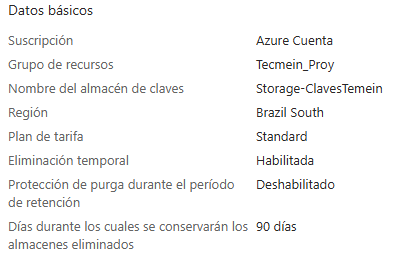 Datos básicos
Suscripción Azure Cuenta
Grupo de recursos Tecmein_Proy
Nombre del almacén de claves Storage-ClavesTemein
Región Brazil South
Plan de tarifa Standard
Eliminación temporal Habilitada
Protección de purga durante el período Deshabilitado
de retención
Días durante los cuales se conservarán los 90 días
almacenes eliminados